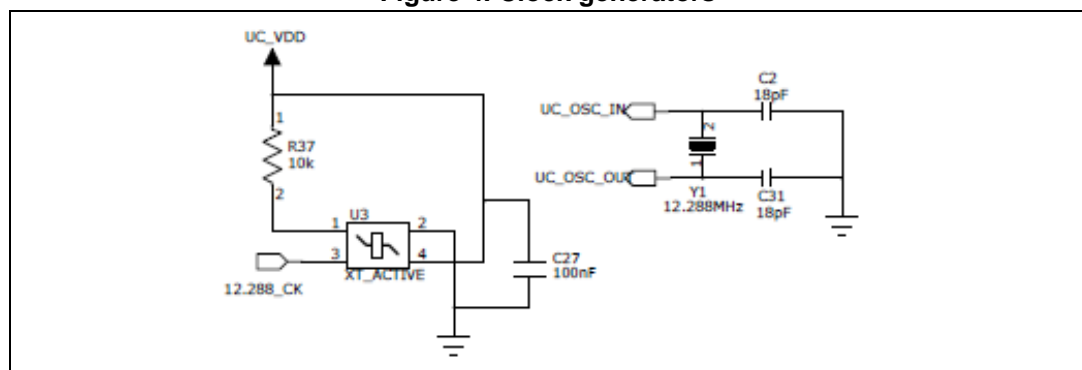 Figure 4. Clock generators
UC_VDD
1
R37
10k
2
U3
1
2
3
4
XT_ACTIVE
12.288_CK
C27
100nF
C2
18pF
UC_OSC_IN
2
1
UC_OSC_OUT
Y1
12.288MHz
C31
18pF